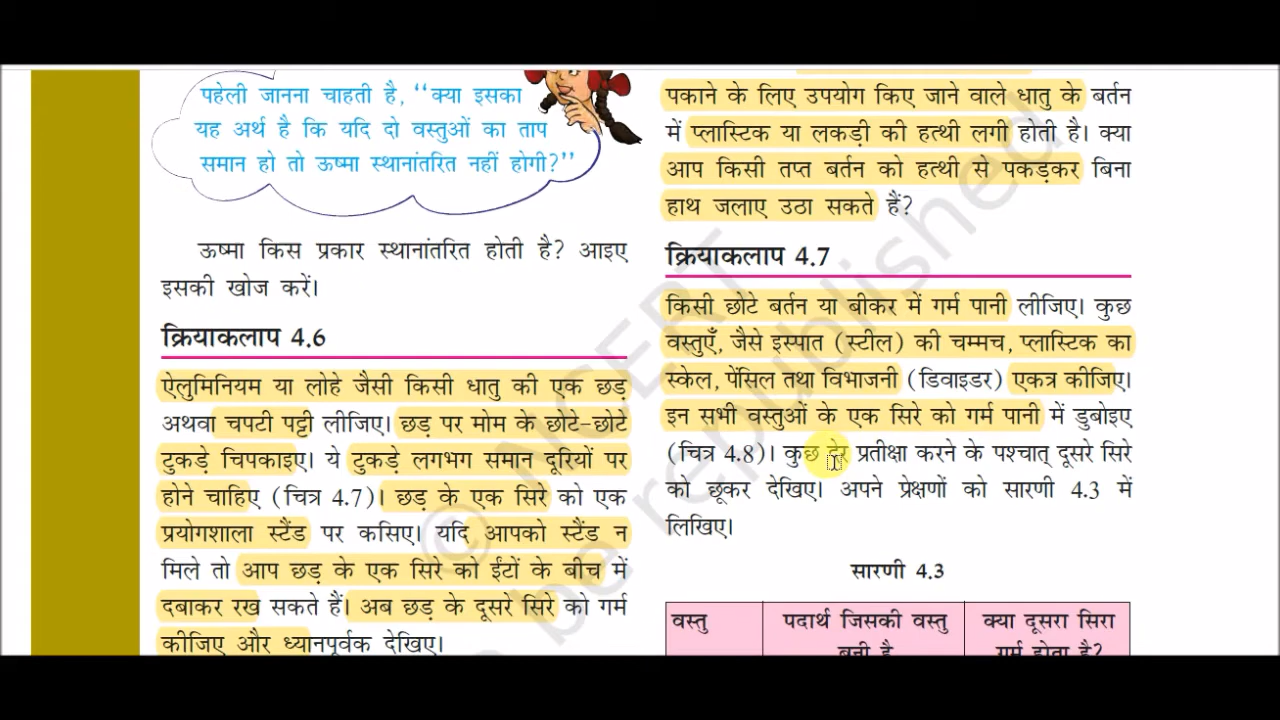 पहेली जानना चाहती है, ‘‘क्या इसका
यह अर्थ है कि यदि दो वस्तुओं का ताप
समान हो तो ऊष्मा स्थानांतरित नहीं होगी?’’
ऊष्मा किस प्रकार स्थानांतरित होती है? आइए
इसकी खोज करें।
क्रियाकलाप 4.6
ऐलुमिनियम या लोहे जैसी किसी धातु की एक छड़
अथवा चपटी पट्टी लीजिए। छड़ पर मोम के छोटे-छोटे
टुकड़े चिपकाइए। ये टुकड़े लगभग समान दूरियों पर
होने चाहिए (चित्र 4.7)। छड़ के एक सिरे को एक
प्रयोगशाला स्टैंड पर कसिए। यदि आपको स्टैंड न
मिले तो आप छड़ के एक सिरे को ईंटों के बीच में
दबाकर रख सकते हैं। अब छड़ के दूसरे सिरे को गर्म
कीजिए और ध्यानपूर्वक देखिए।
पकाने के लिए उपयोग किए जाने वाले धातु के बर्तन
में प्लास्टिक या लकड़ी की हत्थी लगी होती है। क्या
आप किसी तप्त बर्तन को हत्थी से पकड़कर बिना
हाथ जलाए उठा सकते हैं?
क्रियाकलाप 4.7
किसी छोटे बर्तन या बीकर में गर्म पानी लीजिए। कुछ
वस्तुएँ, जैसे इस्पात (स्टील) की चम्मच, प्लास्टिक का
स्केल, पेंसिल तथा विभाजनी (डिवाइडर) एकत्र कीजिए।
इन सभी वस्तुओं के एक सिरे को गर्म पानी में डुबोइए
(चित्र 4.8)। कुछ देर प्रतीक्षा करने के पश्चात् दूसरे सिरे
को छूकर देखिए। अपने प्रेक्षणों को सारणी 4.3 में
लिखिए।
सारणी 4.3
वस्तु
पदार्थ जिसकी वस्तु
बनी है
क्या दूसरा सिरा
गर्म होता है?
© NCERT
be republished